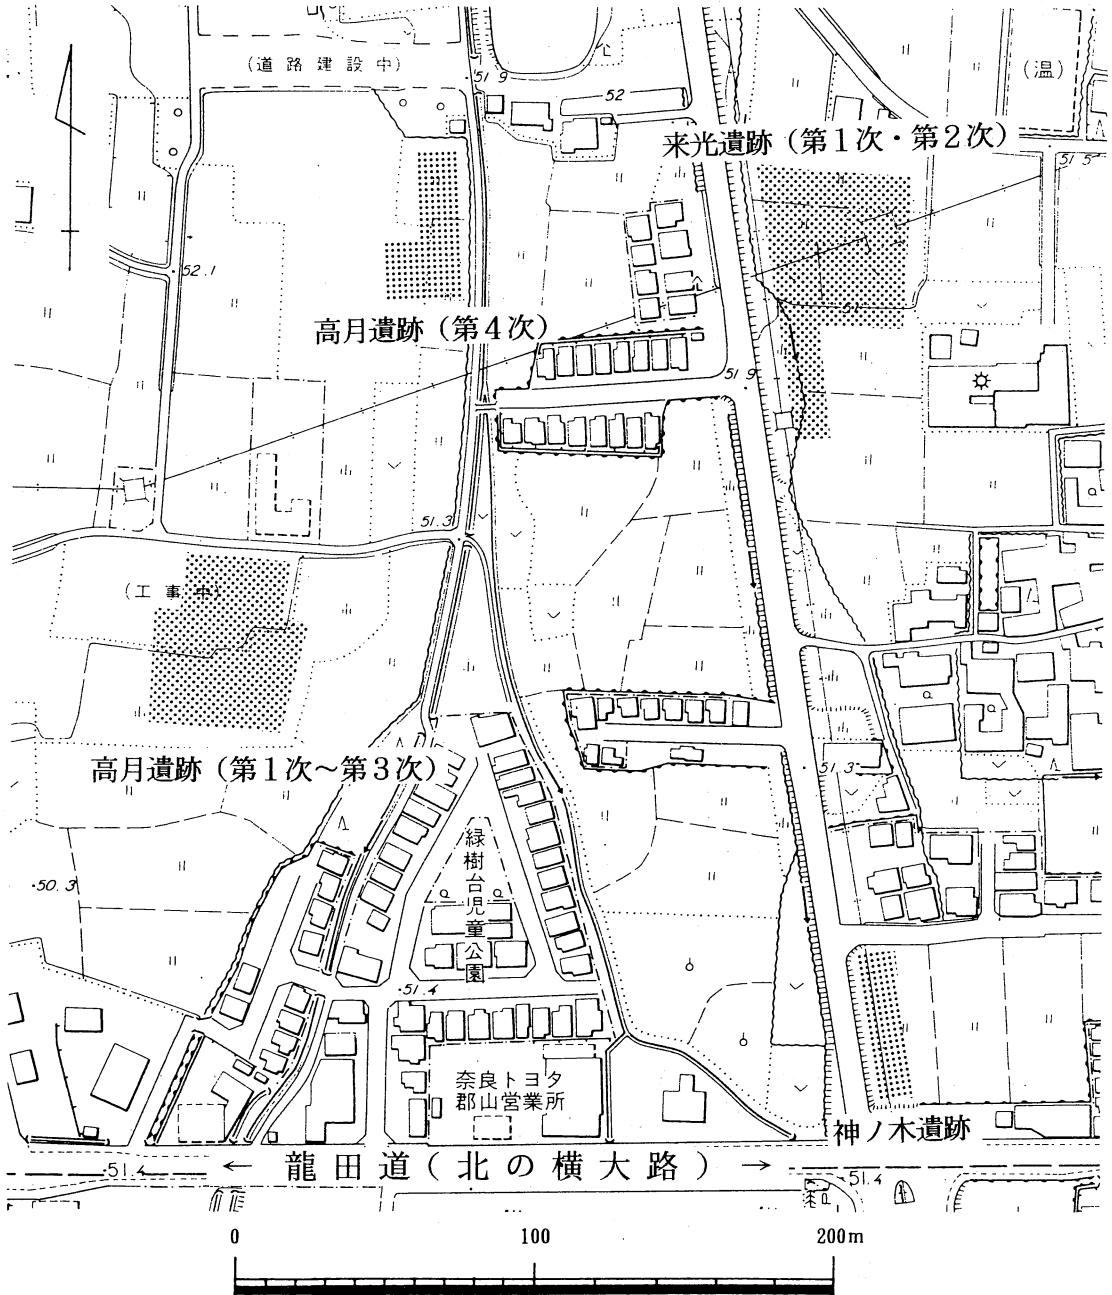 (道路建設中)
51.9
52
(温)
来光遺跡(第1次・第2次)
51.5
52.1
51
高月遺跡(第4次)
51.9
51.3
(工事中)
51.3
高月遺跡(第1次～第3次)
緑樹台児童公園
50.3
51.4
奈良トヨタ
郡山営業所
神ノ木遺跡
51.4
← 龍田道(北の横大路) →
51.4
0 100 200m